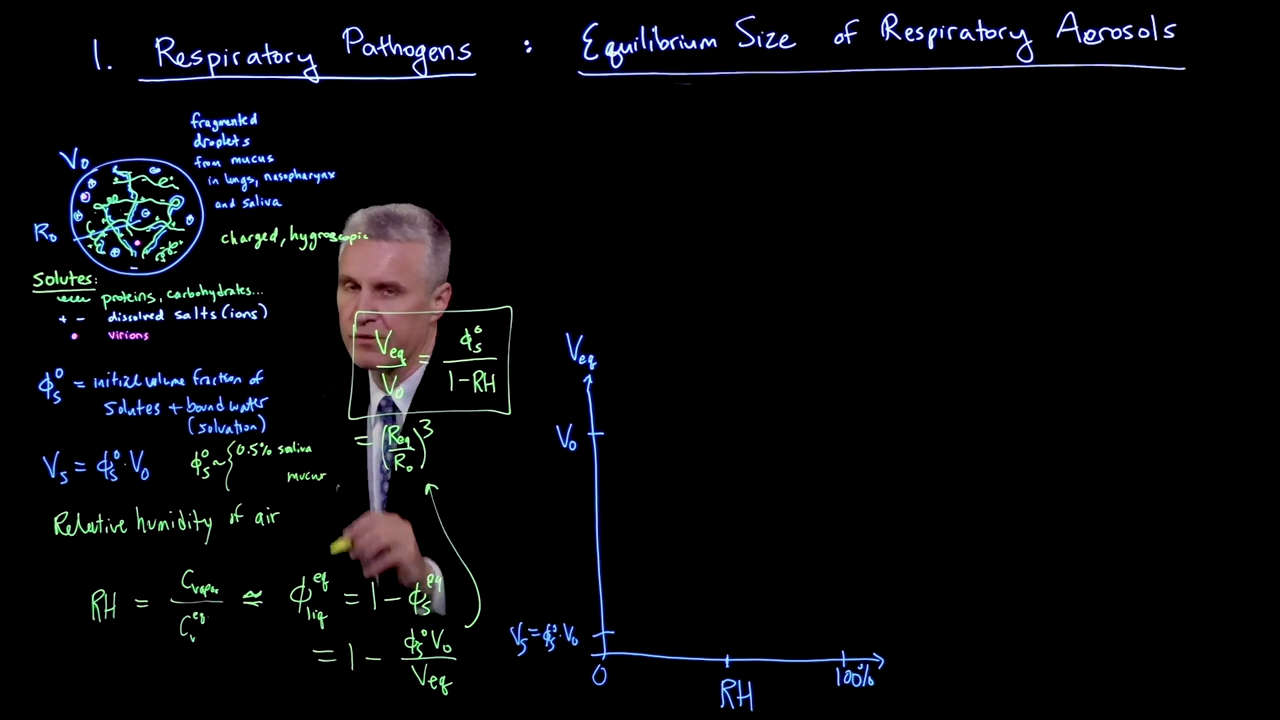 1. Respiratory Pathogens : Equilibrium Size of Respiratory Aerosols
fragmented
droplets
from mucus
in lungs, nasopharynx
and saliva
V₀
R₀
charged, hygroscopic
Solutes:
proteins, carbohydrates...
+ - dissolved salts (ions)
• virions
ϕₛ⁰ = initial volume fraction of
solutes + bound water
(solvation)
Vₛ = ϕₛ⁰·V₀
ϕₛ⁰ ~ { 0.5% saliva
mucus
Relative humidity of air
RH = C_vapor / C_v^eq ≈ ϕ_liq^eq = 1 - ϕₛ^eq
= 1 - ϕₛ⁰V₀ / V_eq
V_eq / V₀ = ϕₛ⁰ / (1 - RH)
= (R_eq / R₀)³
V_eq
V₀
Vₛ = ϕₛ⁰·V₀
0
RH
100%